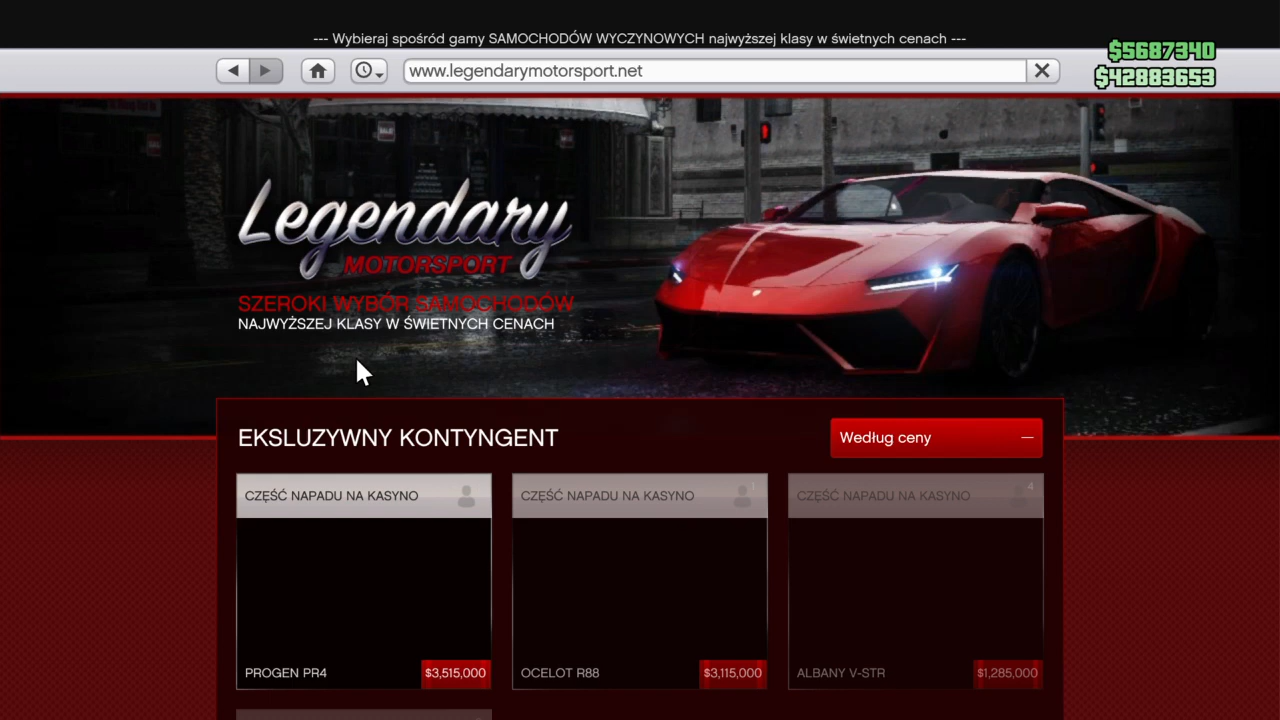 --- Wybieraj spośród gamy SAMOCHODÓW WYCZYNOWYCH najwyższej klasy w świetnych cenach ---
$5687340
www.legendarymotorsport.net
$42883653
Legendary
MOTORSPORT
SZEROKI WYBÓR SAMOCHODÓW
NAJWYŻSZEJ KLASY W ŚWIETNYCH CENACH
EKSLUZYWNY KONTYNGENT
Według ceny
CZĘŚĆ NAPADU NA KASYNO
CZĘŚĆ NAPADU NA KASYNO
CZĘŚĆ NAPADU NA KASYNO 4
PROGEN PR4 $3,515,000
OCELOT R88 $3,115,000
ALBANY V-STR $1,285,000